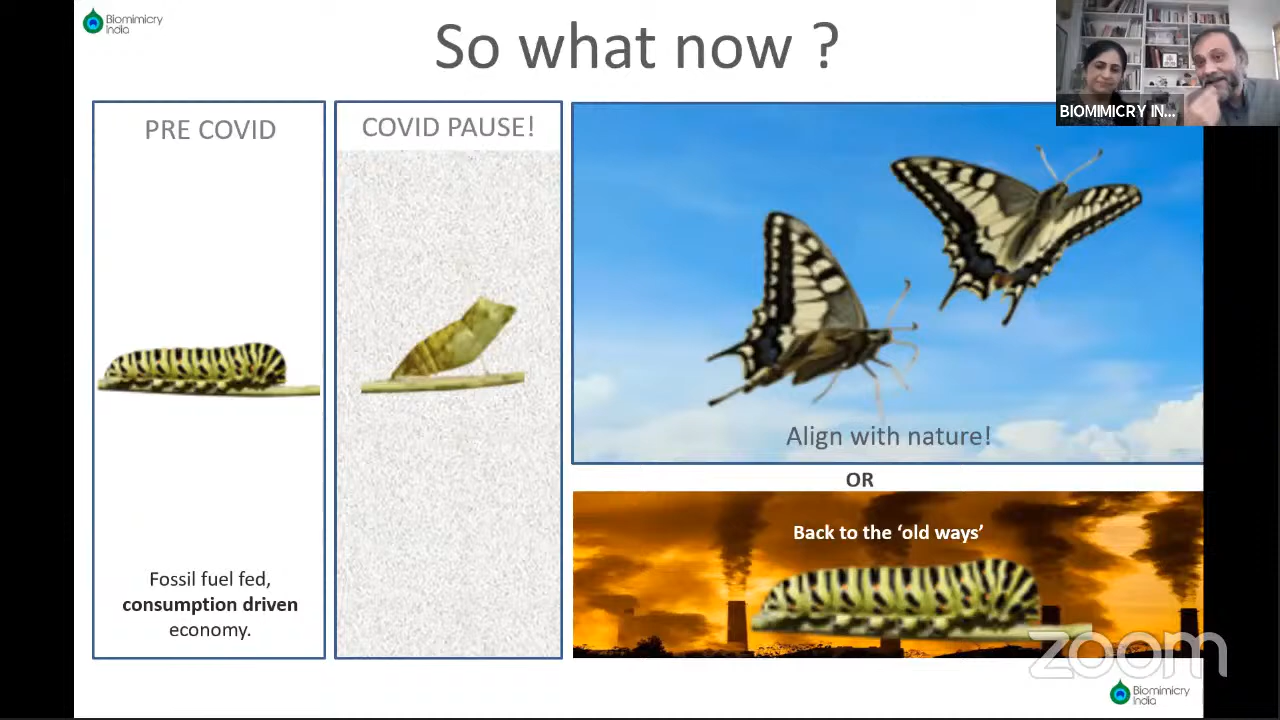 Biomimicry
India
So what now ?
BIOMIMICRY IN...
PRE COVID
COVID PAUSE!
Fossil fuel fed,
consumption driven
economy.
Align with nature!
OR
Back to the ‘old ways’
zoom
Biomimicry
India